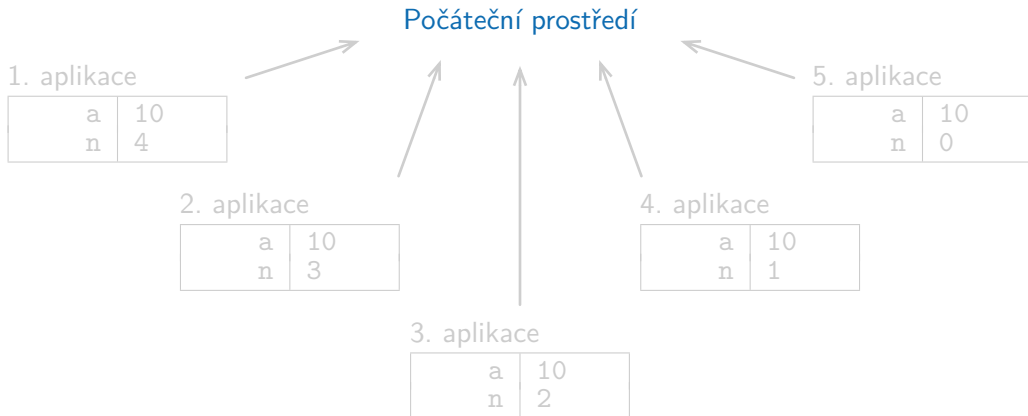 Počáteční prostředí
1. aplikace
a 10
n 4
2. aplikace
a 10
n 3
3. aplikace
a 10
n 2
4. aplikace
a 10
n 1
5. aplikace
a 10
n 0